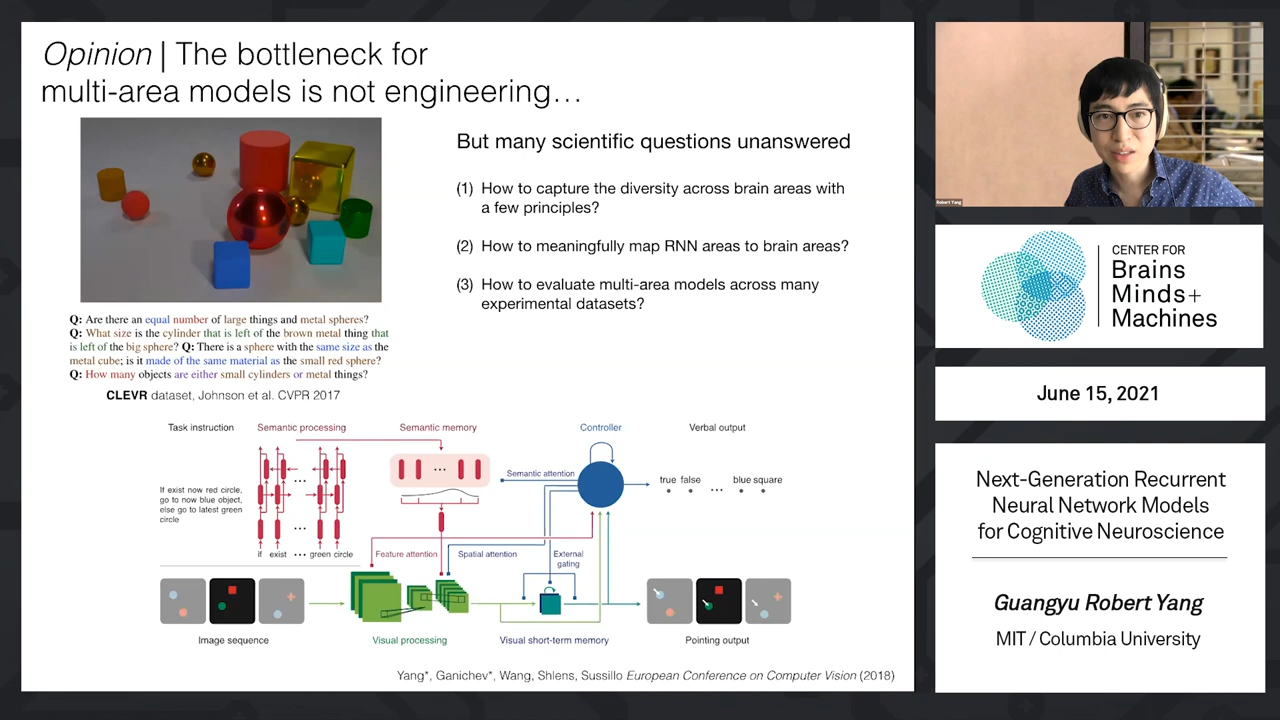 Opinion | The bottleneck for
multi-area models is not engineering…
But many scientific questions unanswered
(1) How to capture the diversity across brain areas with
a few principles?
(2) How to meaningfully map RNN areas to brain areas?
(3) How to evaluate multi-area models across many
experimental datasets?
Q: Are there an equal number of large things and metal spheres?
Q: What size is the cylinder that is left of the brown metal thing that
is left of the big sphere? Q: There is a sphere with the same size as the
metal cube; is it made of the same material as the small red sphere?
Q: How many objects are either small cylinders or metal things?
CLEVR dataset, Johnson et al. CVPR 2017
Task instruction
Semantic processing
Semantic memory
Controller
Verbal output
If exist now red circle,
go to now blue object,
else go to latest green
circle
if exist ••• green circle
Semantic attention
true false ••• blue square
Feature attention
Spatial attention
External
gating
Image sequence
Visual processing
Visual short-term memory
Pointing output
Yang*, Ganichev*, Wang, Shlens, Sussillo European Conference on Computer Vision (2018)
Robert Yang
CENTER FOR
Brains
Minds+
Machines
June 15, 2021
Next-Generation Recurrent
Neural Network Models
for Cognitive Neuroscience
Guangyu Robert Yang
MIT / Columbia University